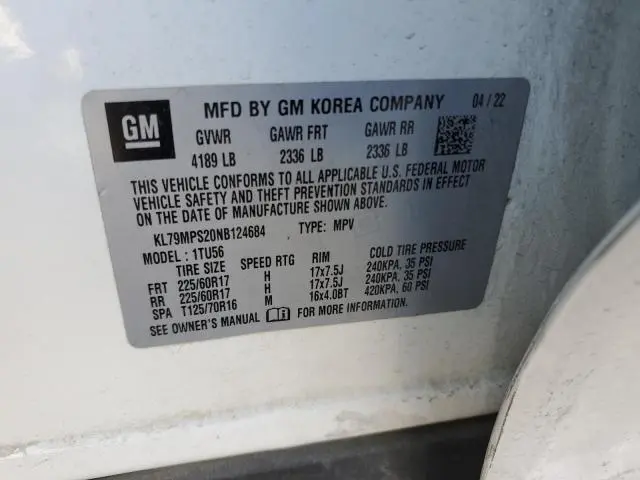 GM
MFD BY GM KOREA COMPANY 04 / 22
GVWR GAWR FRT GAWR RR
4189 LB 2336 LB 2336 LB
THIS VEHICLE CONFORMS TO ALL APPLICABLE U.S. FEDERAL MOTOR
VEHICLE SAFETY AND THEFT PREVENTION STANDARDS IN EFFECT
ON THE DATE OF MANUFACTURE SHOWN ABOVE.
KL79MPS20NB124684 TYPE: MPV
MODEL : 1TU56
TIRE SIZE SPEED RTG RIM COLD TIRE PRESSURE
FRT 225/60R17 H 17x7.5J 240KPA, 35 PSI
RR 225/60R17 H 17x7.5J 240KPA, 35 PSI
SPA T125/70R16 M 16x4.0BT 420KPA, 60 PSI
SEE OWNER'S MANUAL FOR MORE INFORMATION.